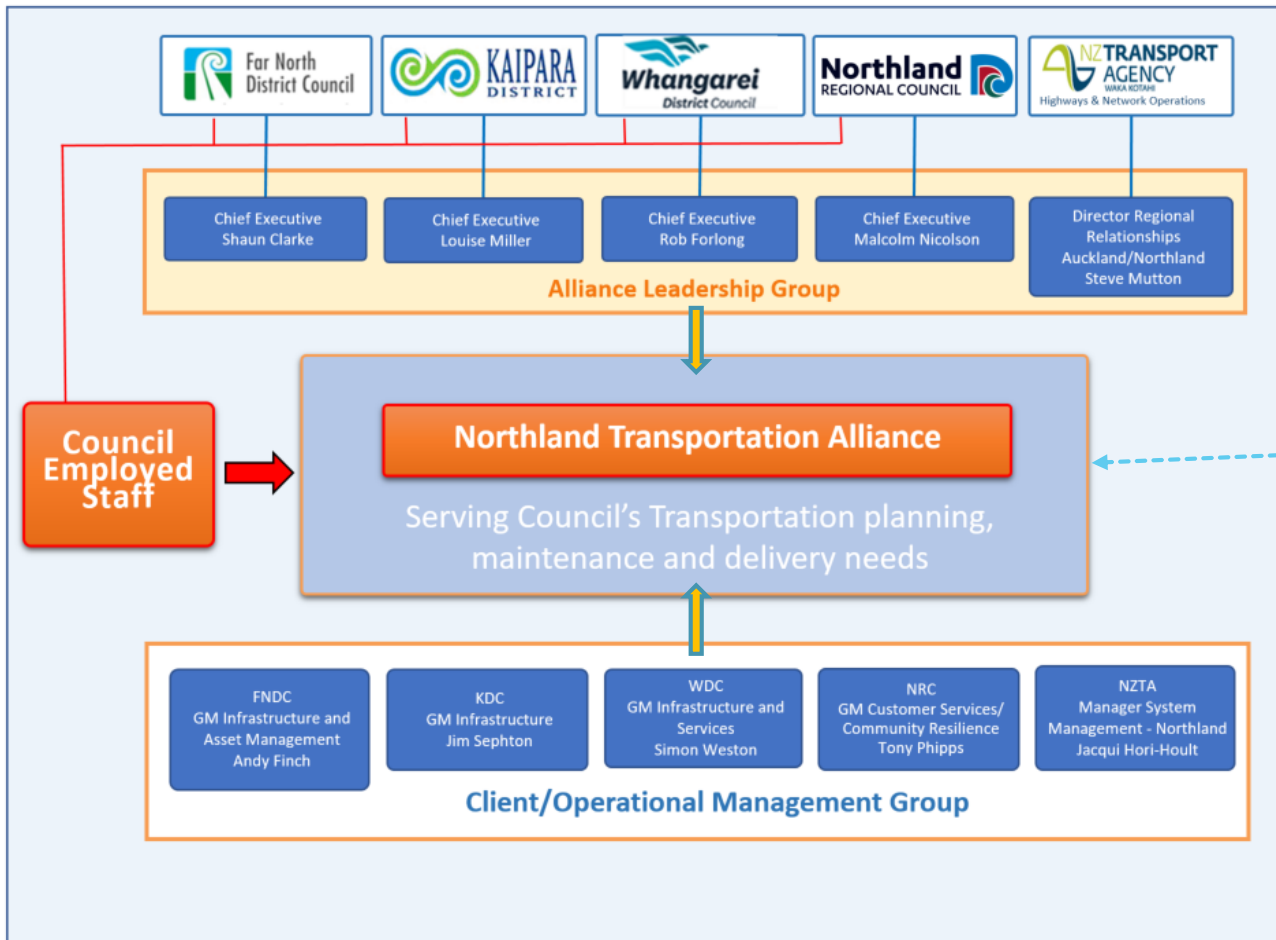 Far North
District Council
KAIPARA
DISTRICT
Whangarei
District Council
Northland
REGIONAL COUNCIL
NZTRANSPORT
AGENCY
WAKA KOTAHI
Highways & Network Operations
Chief Executive
Shaun Clarke
Chief Executive
Louise Miller
Chief Executive
Rob Forlong
Chief Executive
Malcolm Nicolson
Director Regional
Relationships
Auckland/Northland
Steve Mutton
Alliance Leadership Group
Council
Employed
Staff
Northland Transportation Alliance
Serving Council’s Transportation planning,
maintenance and delivery needs
FNDC
GM Infrastructure and
Asset Management
Andy Finch
KDC
GM Infrastructure
Jim Sephton
WDC
GM Infrastructure and
Services
Simon Weston
NRC
GM Customer Services/
Community Resilience
Tony Phipps
NZTA
Manager System
Management - Northland
Jacqui Hori-Hoult
Client/Operational Management Group